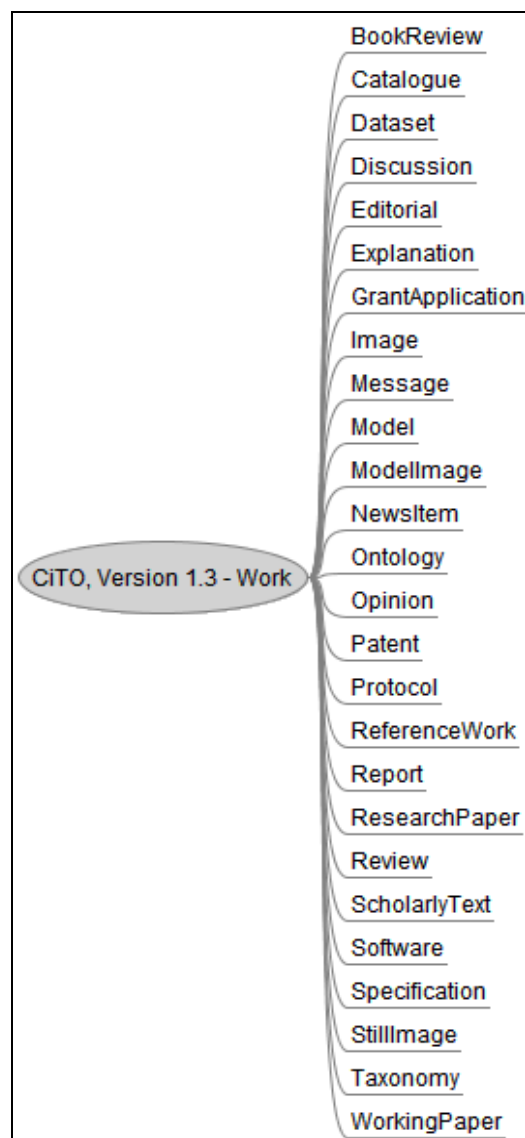 BookReview
Catalogue
Dataset
Discussion
Editorial
Explanation
GrantApplication
Image
Message
Model
ModelImage
NewsItem
CiTO, Version 1.3 - Work
Ontology
Opinion
Patent
Protocol
ReferenceWork
Report
ResearchPaper
Review
ScholarlyText
Software
Specification
StillImage
Taxonomy
WorkingPaper